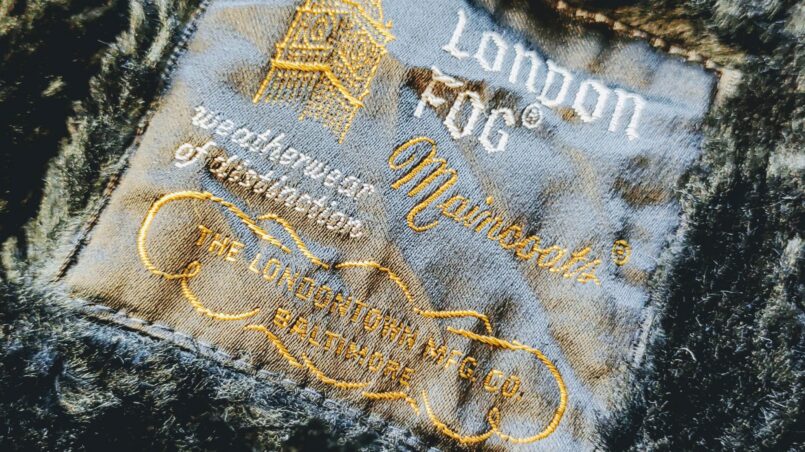 LONDON
FOG®
Maincoats®
weatherwear
of distinction
THE LONDONTOWN MFG. CO.
BALTIMORE